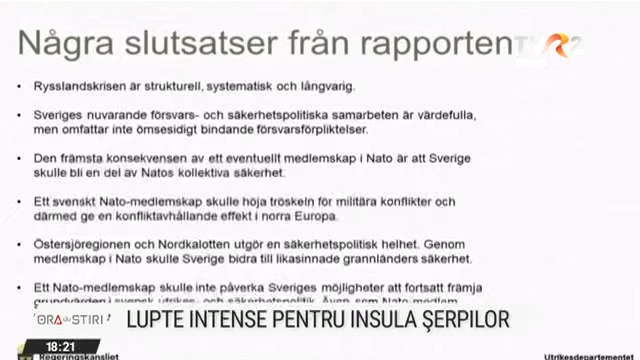 Några slutsatser från rapporten
Rysslandskrisen är strukturell, systematisk och långvarig.
Sveriges nuvarande försvars- och säkerhetspolitiska samarbeten är värdefulla,
men omfattar inte ömsesidigt bindande försvarsförpliktelser.
Den främsta konsekvensen av ett eventuellt medlemskap i Nato är att Sverige
skulle bli en del av Natos kollektiva säkerhet.
Ett svenskt Nato-medlemskap skulle höja tröskeln för militära konflikter och
därmed ge en konfliktavhållande effekt i norra Europa.
Östersjöregionen och Nordkalotten utgör en säkerhetspolitisk helhet. Genom
medlemskap i Nato skulle Sverige bidra till likasinnade grannländers säkerhet.
Ett Nato-medlemskap skulle inte påverka Sveriges möjligheter att fortsatt främja
ORA de STIRI
LUPTE INTENSE PENTRU INSULA ŞERPILOR
18:21
Regeringskansliet
Utrikesdepartementet